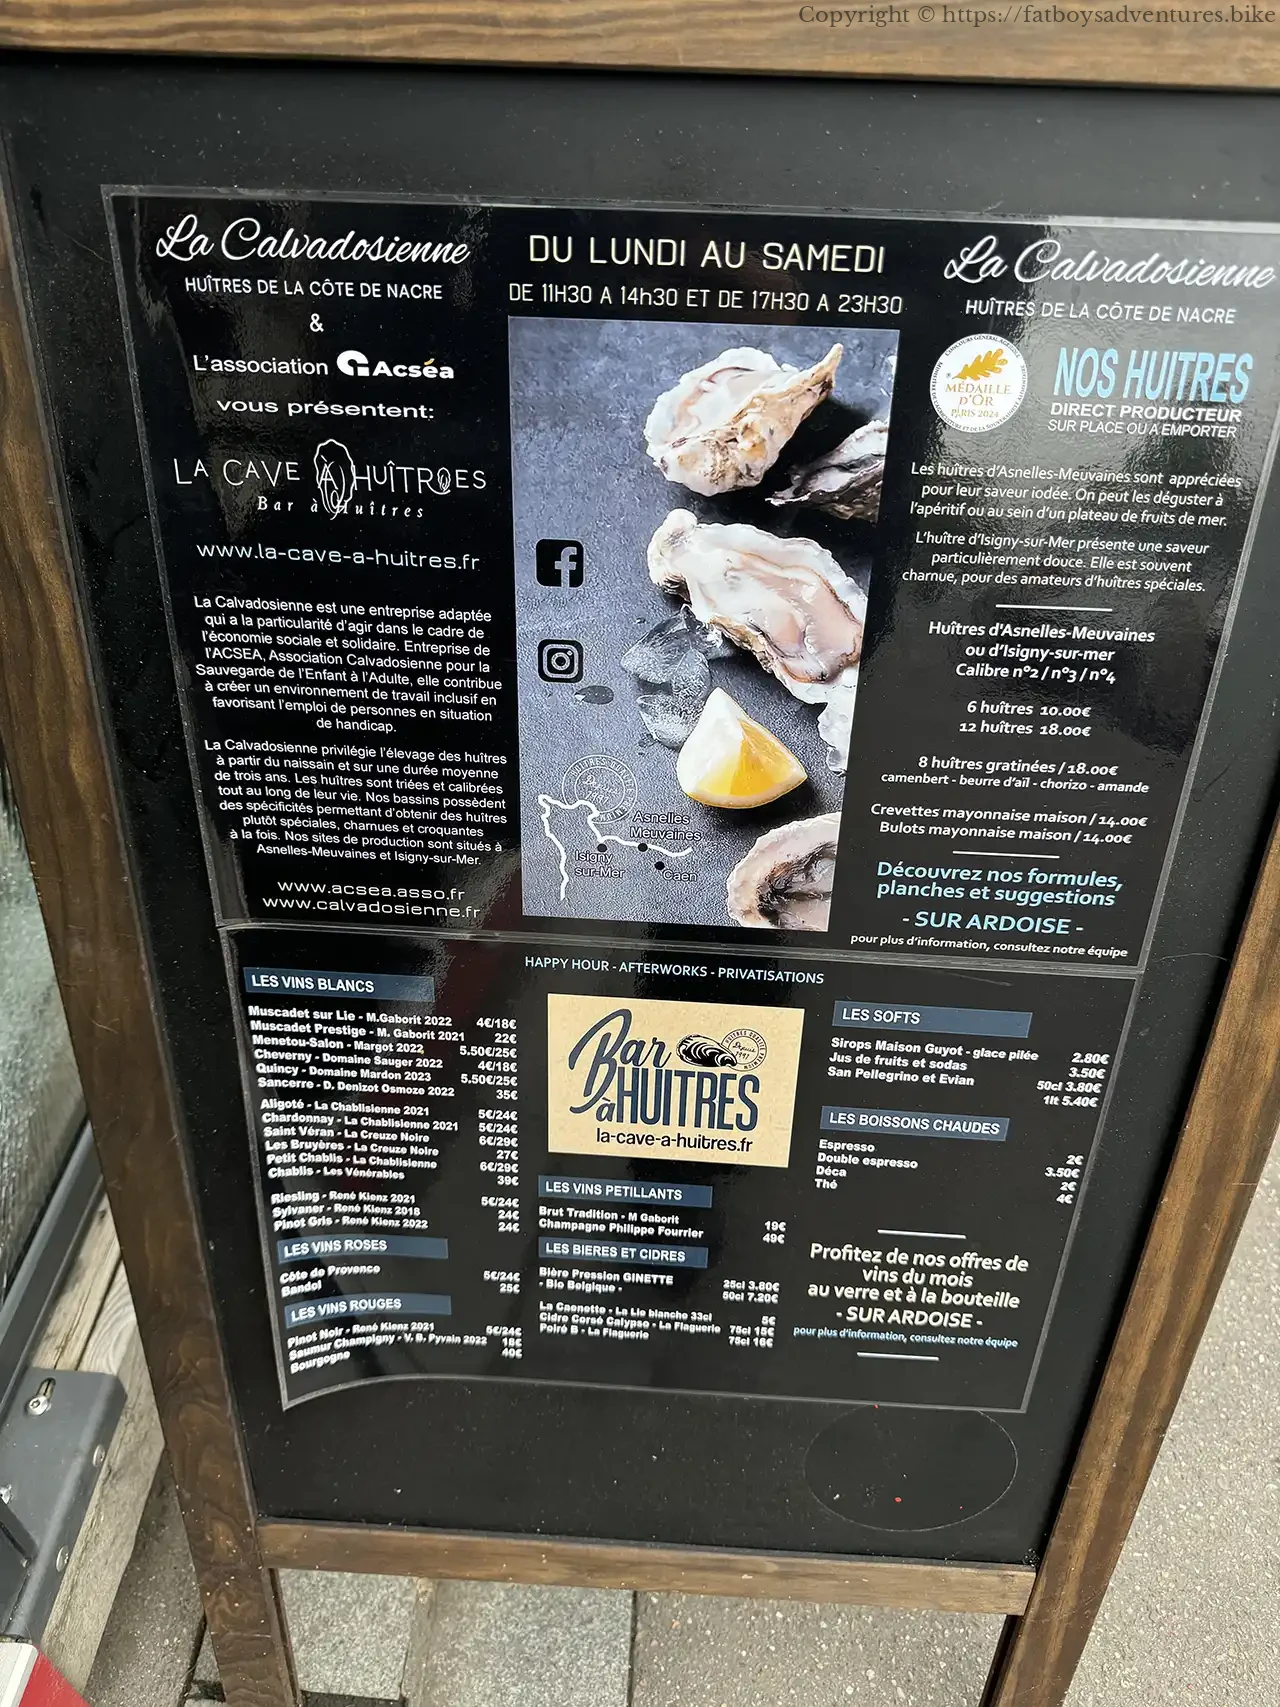 Copyright © https://fatboysadventures.bike
La Calvadosienne
HUÎTRES DE LA CÔTE DE NACRE
&
L'association Acséa
vous présentent:
LA CAVE A HUÎTRES
Bar à Huîtres
www.la-cave-a-huitres.fr
La Calvadosienne est une entreprise adaptée
qui a la particularité d'agir dans le cadre de
l'économie sociale et solidaire. Entreprise de
l'ACSEA, Association Calvadosienne pour la
Sauvegarde de l'Enfant à l'Adulte, elle contribue
à créer un environnement de travail inclusif en
favorisant l'emploi de personnes en situation
de handicap.
La Calvadosienne privilégie l'élevage des huîtres
à partir du naissain et sur une durée moyenne
de trois ans. Les huîtres sont triées et calibrées
tout au long de leur vie. Nos bassins possèdent
des spécificités permettant d'obtenir des huîtres
plutôt spéciales, charnues et croquantes
à la fois. Nos sites de production sont situés à
Asnelles-Meuvaines et Isigny-sur-Mer.
www.acsea.asso.fr
www.calvadosienne.fr
DU LUNDI AU SAMEDI
DE 11H30 A 14h30 ET DE 17H30 A 23H30
Asnelles
Meuvaines
Isigny
sur-Mer
Caen
La Calvadosienne
HUÎTRES DE LA CÔTE DE NACRE
CONCOURS GÉNÉRAL AGRICOLE
MÉDAILLE
D'OR
PARIS 2024
NOS HUITRES
DIRECT PRODUCTEUR
SUR PLACE OU A EMPORTER
Les huîtres d'Asnelles-Meuvaines sont appréciées
pour leur saveur iodée. On peut les déguster à
l'apéritif ou au sein d'un plateau de fruits de mer.
L'huître d'Isigny-sur-Mer présente une saveur
particulièrement douce. Elle est souvent
charnue, pour des amateurs d'huîtres spéciales.
Huîtres d'Asnelles-Meuvaines
ou d'Isigny-sur-mer
Calibre n°2 / n°3 / n°4
6 huîtres 10.00€
12 huîtres 18.00€
8 huîtres gratinées / 18.00€
camenbert - beurre d'aïl - chorizo - amande
Crevettes mayonnaise maison / 14.00€
Bulots mayonnaise maison / 14.00€
Découvrez nos formules,
planches et suggestions
- SUR ARDOISE -
pour plus d'information, consultez notre équipe
HAPPY HOUR - AFTERWORKS - PRIVATISATIONS
LES VINS BLANCS
Muscadet sur Lie - M.Gaborit 2022 4€/18€
Muscadet Prestige - M. Gaborit 2021 22€
Menetou-Salon - Margot 2022 5.50€/25€
Cheverny - Domaine Sauger 2022 4€/18€
Quincy - Domaine Mardon 2023 5.50€/25€
Sancerre - D. Denizot Osmoze 2022 35€
Aligoté - La Chablisienne 2021 5€/24€
Chardonnay - La Chablisienne 2021 5€/24€
Saint Véran - La Creuze Noire 6€/29€
Les Bruyères - La Creuze Noire 27€
Petit Chablis - La Chablisienne 6€/29€
Chablis - Les Vénérables 39€
Riesling - René Kienz 2021 5€/24€
Sylvaner - René Kienz 2018 24€
Pinot Gris - René Kienz 2022 24€
LES VINS ROSES
Côte de Provence 5€/24€
Bandol 25€
LES VINS ROUGES
Pinot Noir - René Kienz 2021 5€/24€
Saumur Champigny - V. B. Pyvain 2022 18€
Bourgogne 40€
Bar
à HUITRES
Depuis
1997
la-cave-a-huitres.fr
LES VINS PETILLANTS
Brut Tradition - M Gaborit 19€
Champagne Philippe Fourrier 49€
LES BIERES ET CIDRES
Bière Pression GINETTE 25cl 3.80€
- Bio Belgique - 50cl 7.20€
La Caenette - La Lie blanche 33cl 5€
Cidre Corsé Calypso - La Flaguerie 75cl 15€
Poiré B - La Flaguerie 75cl 16€
LES SOFTS
Sirops Maison Guyot - glace pilée 2.80€
Jus de fruits et sodas 3.50€
San Pellegrino et Evian 50cl 3.80€
1lt 5.40€
LES BOISSONS CHAUDES
Espresso 2€
Double espresso 3.50€
Déca 2€
Thé 4€
Profitez de nos offres de
vins du mois
au verre et à la bouteille
- SUR ARDOISE -
pour plus d'information, consultez notre équipe